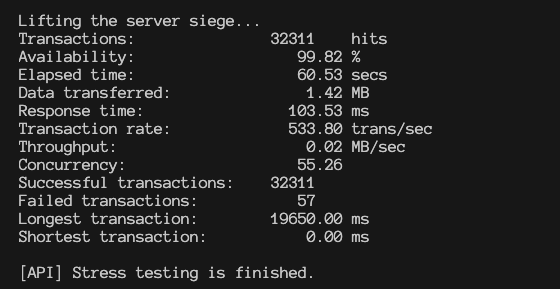 Lifting the server siege...
Transactions: 32311 hits
Availability: 99.82 %
Elapsed time: 60.53 secs
Data transferred: 1.42 MB
Response time: 103.53 ms
Transaction rate: 533.80 trans/sec
Throughput: 0.02 MB/sec
Concurrency: 55.26
Successful transactions: 32311
Failed transactions: 57
Longest transaction: 19650.00 ms
Shortest transaction: 0.00 ms
[API] Stress testing is finished.